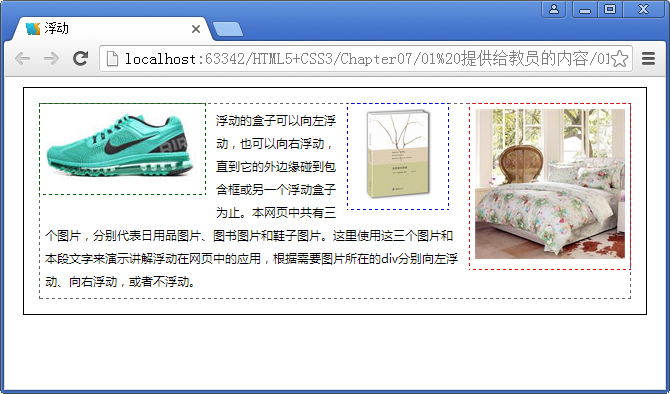 浮动
localhost:63342/HTML5+CSS3/Chapter07/01%20提供给教员的内容/01
浮动的盒子可以向左浮
动，也可以向右浮动，
直到它的外边缘碰到包
含框或另一个浮动盒子
为止。本网页中共有三
个图片，分别代表日用品图片、图书图片和鞋子图片。这里使用这三个图片和
本段文字来演示讲解浮动在网页中的应用，根据需要图片所在的div分别向左浮
动、向右浮动，或者不浮动。
AIR